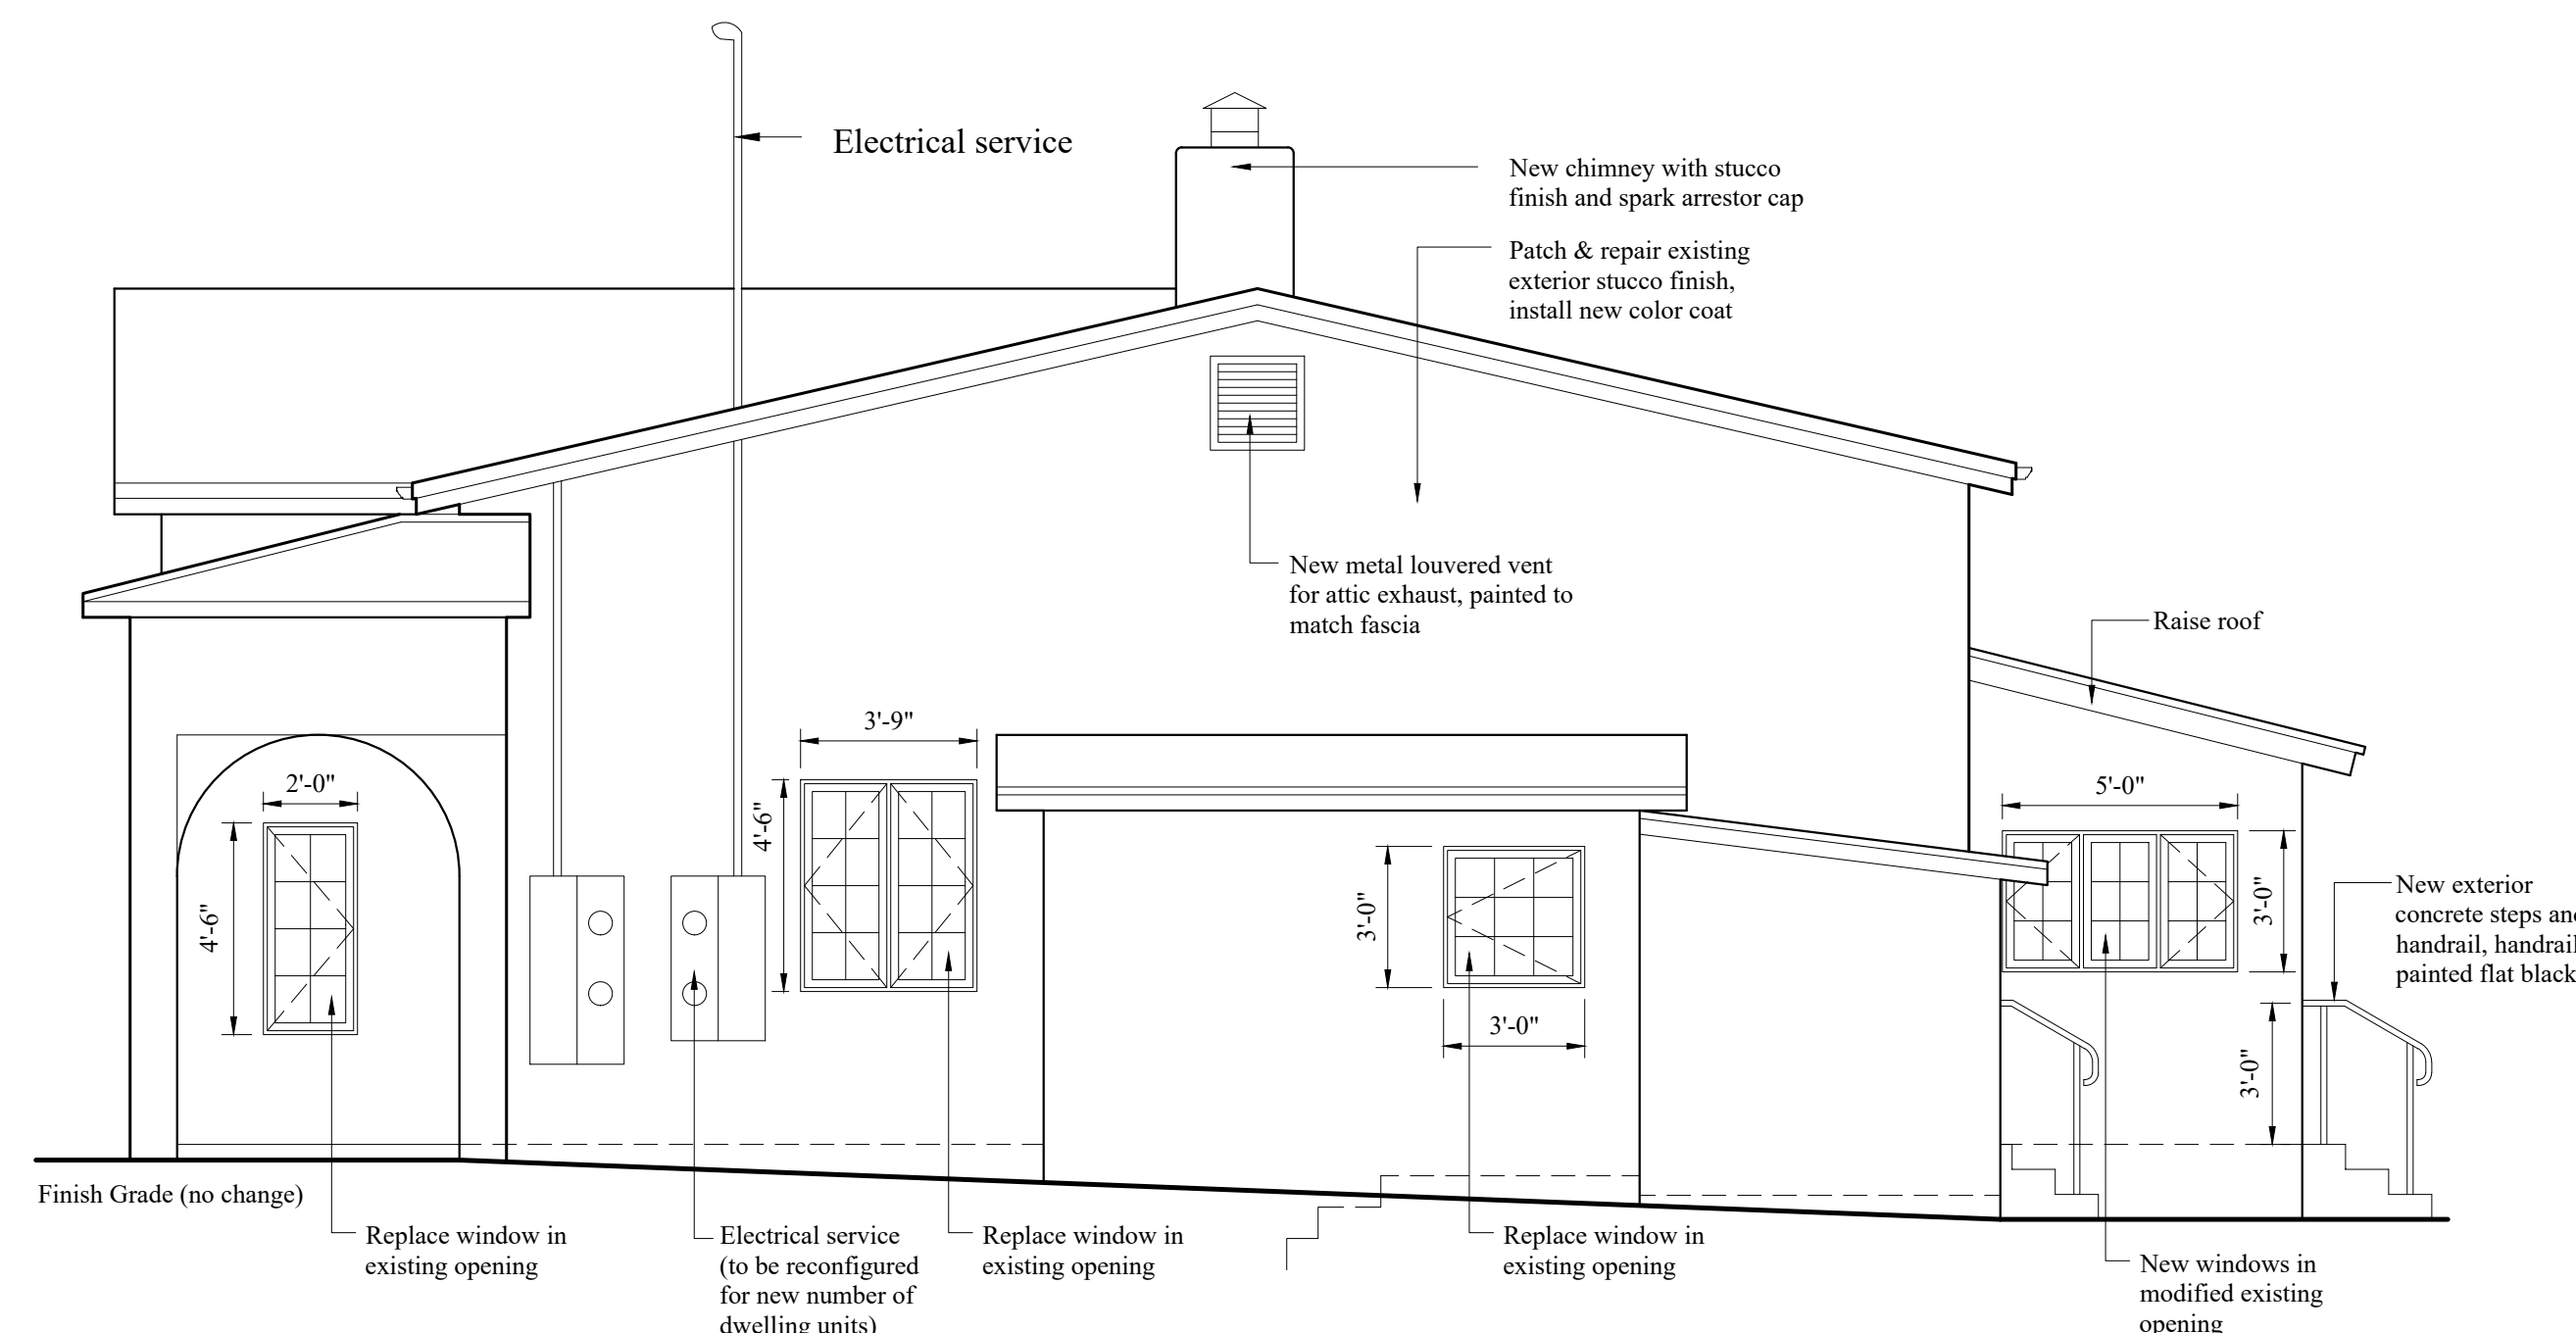 Electrical service
New chimney with stucco
finish and spark arrestor cap
Patch & repair existing
exterior stucco finish,
install new color coat
New metal louvered vent
for attic exhaust, painted to
match fascia
Raise roof
3'-9"
4'-6"
2'-0"
4'-6"
3'-0"
3'-0"
5'-0"
3'-0"
3'-0"
New exterior
concrete steps and
handrail, handrail
painted flat black
Finish Grade (no change)
Replace window in
existing opening
Electrical service
(to be reconfigured
for new number of
dwelling units)
Replace window in
existing opening
Replace window in
existing opening
New windows in
modified existing
opening